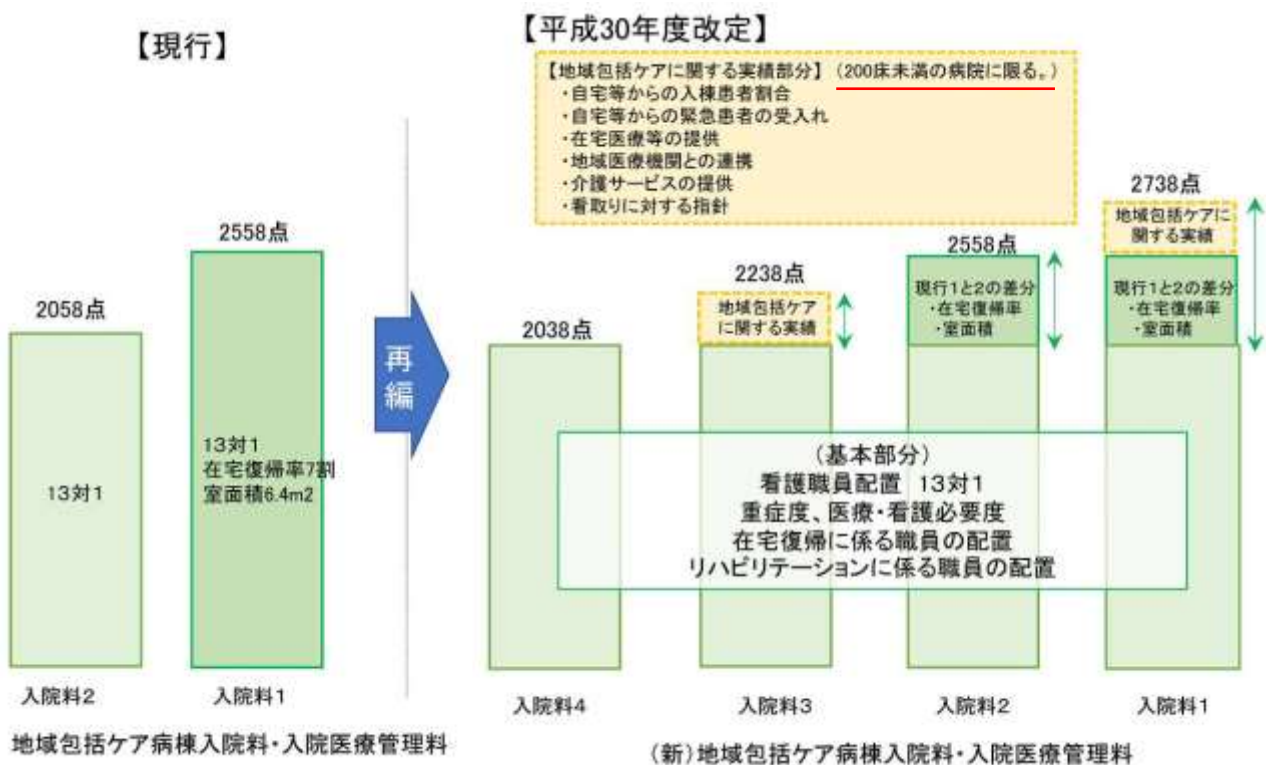 【現行】
2058点
13対1
入院料2
2558点
13対1
在宅復帰率7割
室面積6.4m2
入院料1
地域包括ケア病棟入院料・入院医療管理料
再
編
【平成30年度改定】
【地域包括ケアに関する実績部分】(200床未満の病院に限る。)
・自宅等からの入棟患者割合
・自宅等からの緊急患者の受入れ
・在宅医療等の提供
・地域医療機関との連携
・介護サービスの提供
・看取りに対する指針
2038点
2238点
地域包括ケア
に関する実績
2558点
現行1と2の差分
・在宅復帰率
・室面積
2738点
地域包括ケアに
関する実績
現行1と2の差分
・在宅復帰率
・室面積
(基本部分)
看護職員配置 13対1
重症度、医療・看護必要度
在宅復帰に係る職員の配置
リハビリテーションに係る職員の配置
入院料4
入院料3
入院料2
入院料1
(新)地域包括ケア病棟入院料・入院医療管理料